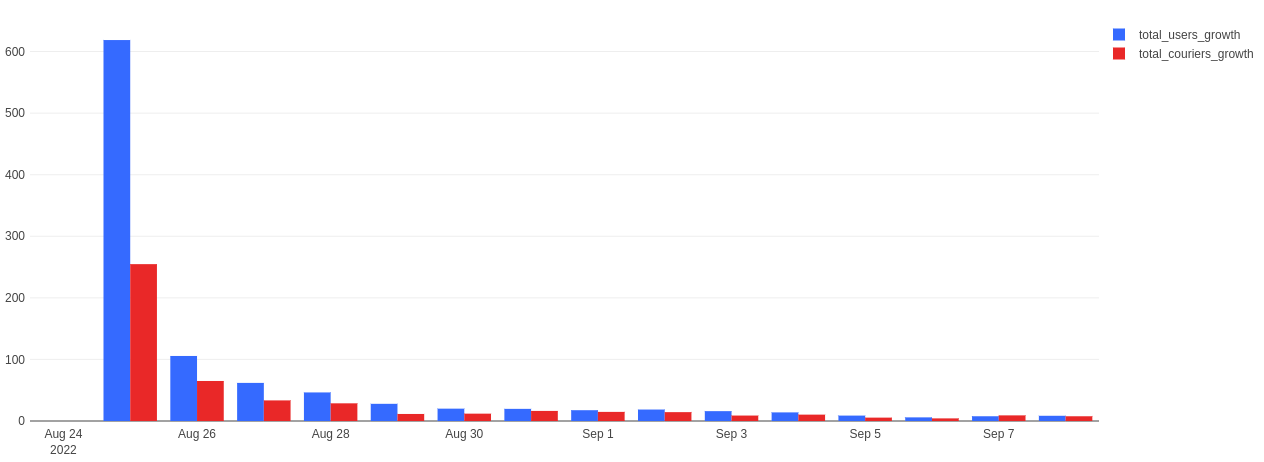 total_users_growth
total_couriers_growth
600
500
400
300
200
100
0
Aug 24
2022
Aug 26
Aug 28
Aug 30
Sep 1
Sep 3
Sep 5
Sep 7